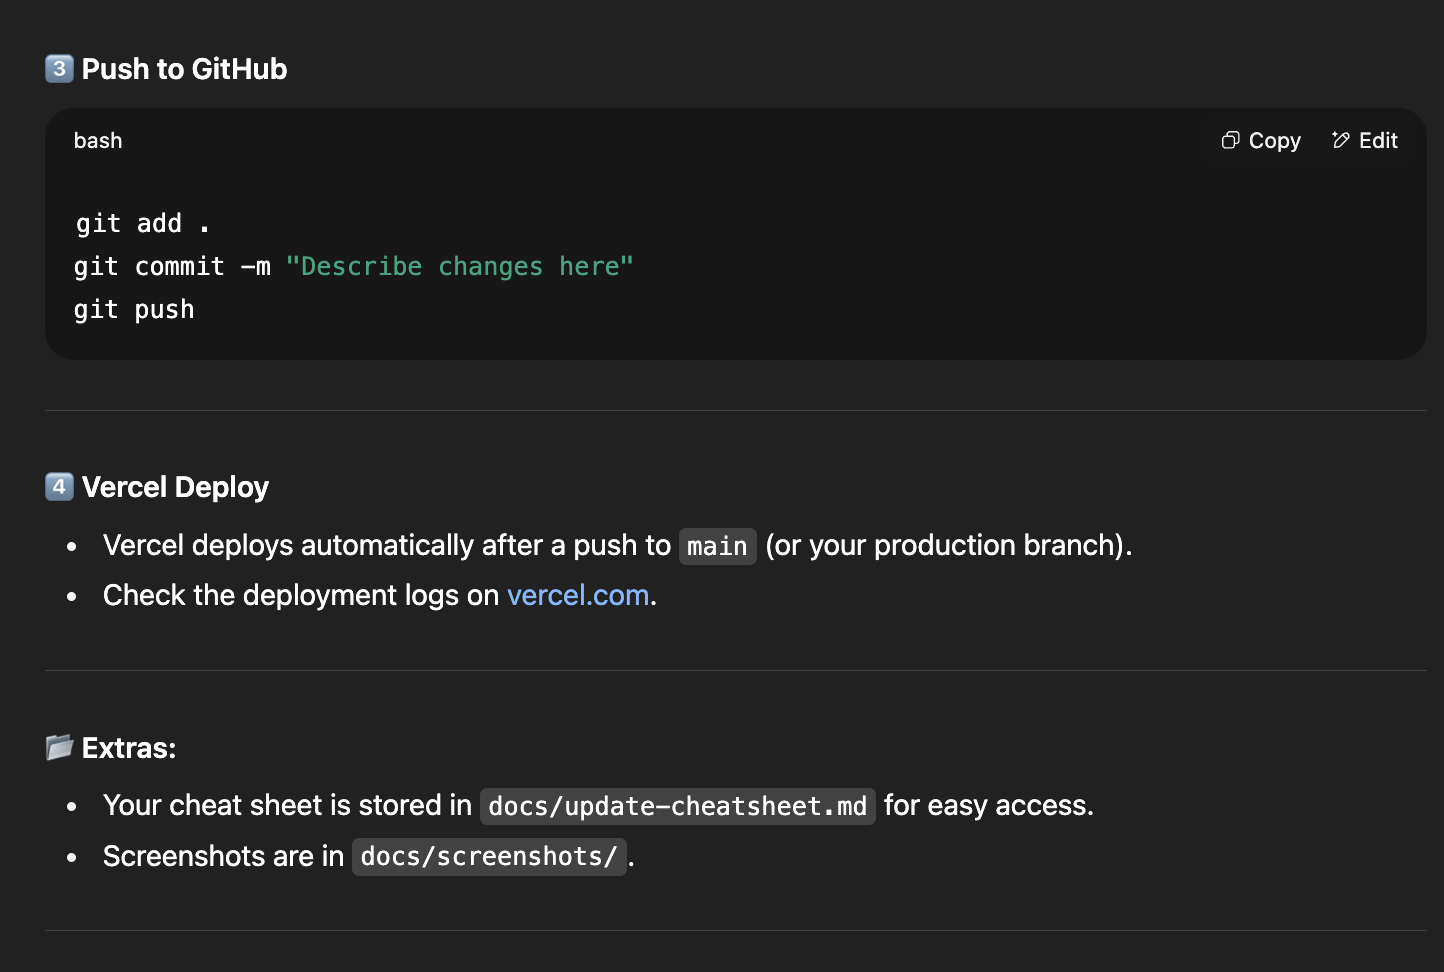 3️⃣ Push to GitHub
bash
Copy Edit
git add .
git commit -m "Describe changes here"
git push
4️⃣ Vercel Deploy
• Vercel deploys automatically after a push to main (or your production branch).
• Check the deployment logs on vercel.com.
📂 Extras:
• Your cheat sheet is stored in docs/update-cheatsheet.md for easy access.
• Screenshots are in docs/screenshots/.